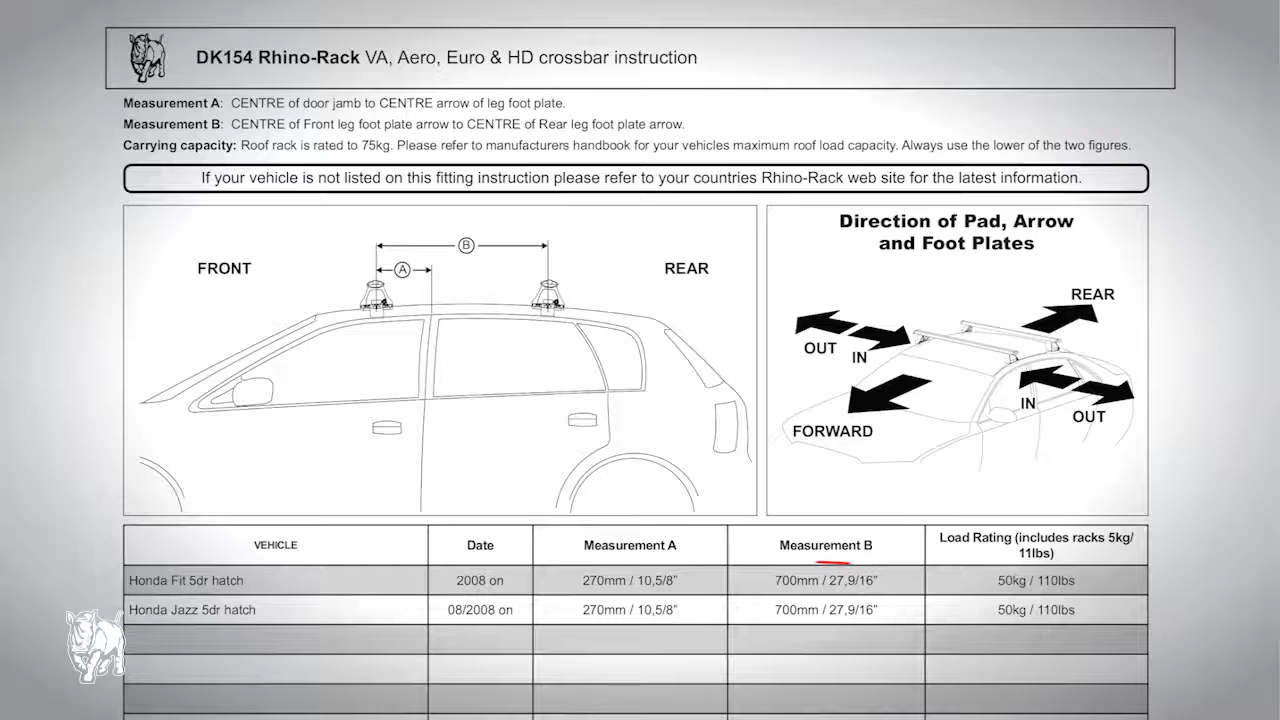 DK154 Rhino-Rack VA, Aero, Euro & HD crossbar instruction
Measurement A: CENTRE of door jamb to CENTRE arrow of leg foot plate.
Measurement B: CENTRE of Front leg foot plate arrow to CENTRE of Rear leg foot plate arrow.
Carrying capacity: Roof rack is rated to 75kg. Please refer to manufacturers handbook for your vehicles maximum roof load capacity. Always use the lower of the two figures.
If your vehicle is not listed on this fitting instruction please refer to your countries Rhino-Rack web site for the latest information.
B
A
FRONT
REAR
Direction of Pad, Arrow
and Foot Plates
REAR
OUT
IN
IN
OUT
FORWARD
VEHICLE Date Measurement A Measurement B Load Rating (includes racks 5kg/
11lbs)
Honda Fit 5dr hatch 2008 on 270mm / 10,5/8” 700mm / 27,9/16” 50kg / 110lbs
Honda Jazz 5dr hatch 08/2008 on 270mm / 10,5/8” 700mm / 27,9/16” 50kg / 110lbs